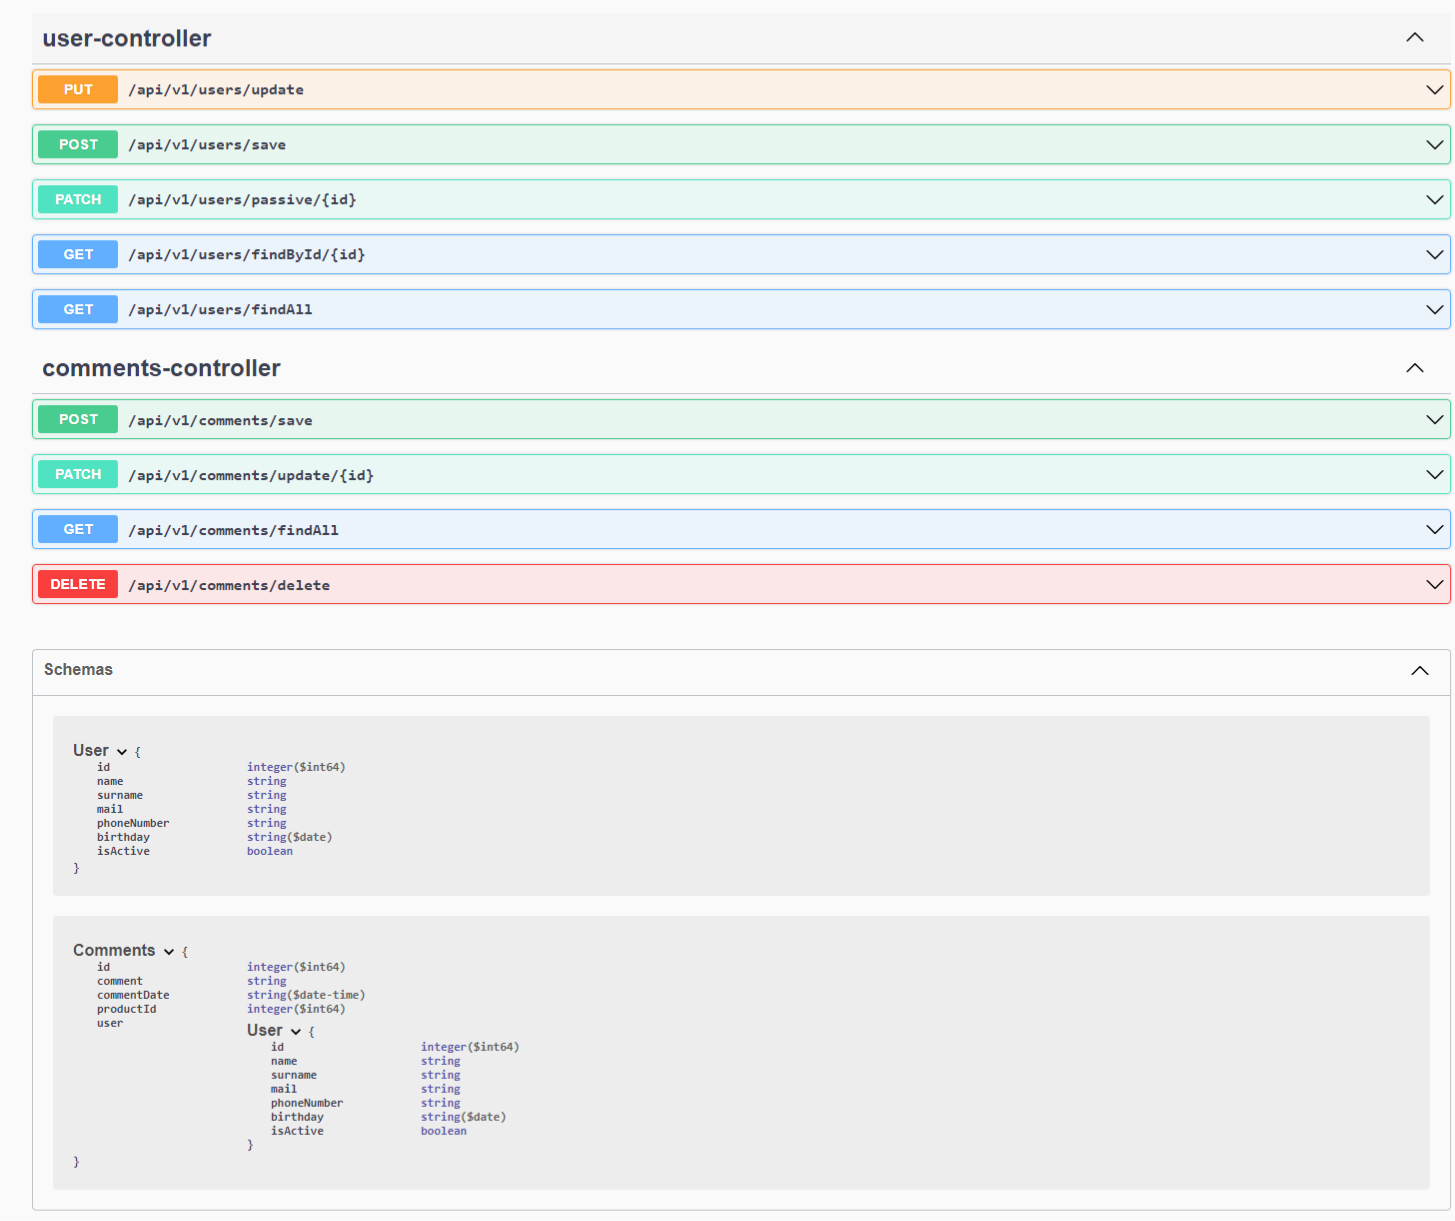 user-controller
PUT /api/v1/users/update
POST /api/v1/users/save
PATCH /api/v1/users/passive/{id}
GET /api/v1/users/findById/{id}
GET /api/v1/users/findAll
comments-controller
POST /api/v1/comments/save
PATCH /api/v1/comments/update/{id}
GET /api/v1/comments/findAll
DELETE /api/v1/comments/delete
Schemas
User {
id integer($int64)
name string
surname string
mail string
phoneNumber string
birthday string($date)
isActive boolean
}
Comments {
id integer($int64)
comment string
commentDate string($date-time)
productId integer($int64)
user
User {
id integer($int64)
name string
surname string
mail string
phoneNumber string
birthday string($date)
isActive boolean
}
}